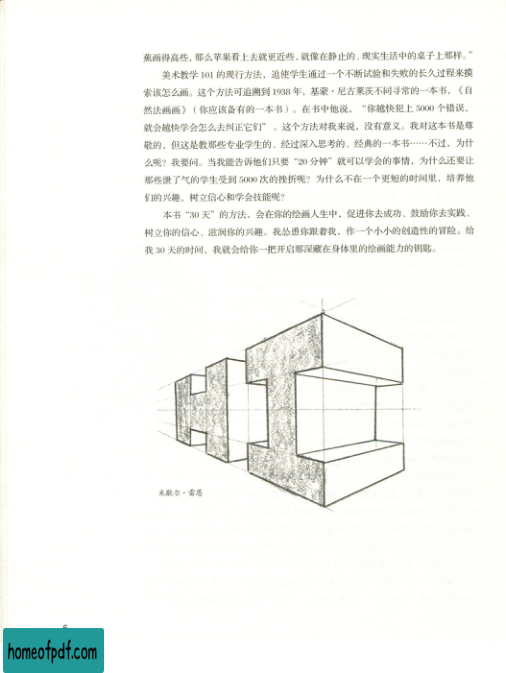 蕉画得高些，那么苹果看上去就更近些，就像在静止的、现实生活中的桌子上那样。”
美术教学 101 的现行方法，迫使学生通过一个不断试验和失败的长久过程来摸
索该怎么画。这个方法可追溯到 1938 年，基蒙·尼古莱茨不同寻常的一本书，《自
然法画画》（你应该备有的一本书）。在书中他说，“你越快犯上 5000 个错误，
就会越快学会怎么去纠正它们”。这个方法对我来说，没有意义。我对这本书是尊
敬的，但这是教那些专业学生的、经过深入思考的、经典的一本书……不过，为什
么呢？我要问。当我能告诉他们只要“20 分钟”就可以学会的事情，为什么还要让
那些泄了气的学生受到 5000 次的挫折呢？为什么不在一个更短的时间里，培养他
们的兴趣，树立信心和学会技能呢？
本书“30 天”的方法，会在你的绘画人生中，促进你去成功、鼓励你去实践、
树立你的信心、滋润你的兴趣。我怂恿你跟着我，作一个小小的创造性的冒险。给
我 30 天的时间，我就会给你一把开启那深藏在身体里的绘画能力的钥匙。
米歇尔·雷恩
homeofpdf.com